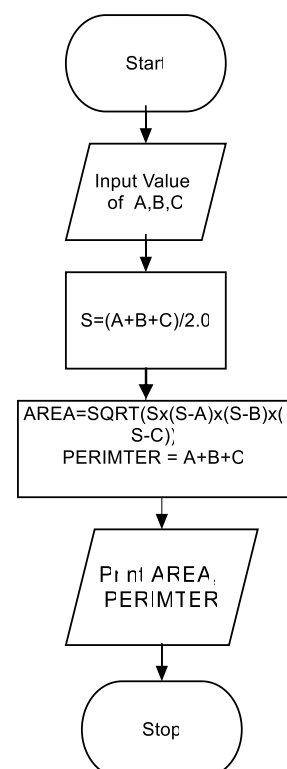 Start
Input Value
of A,B,C
S=(A+B+C)/2.0
AREA=SQRT(Sx(S-A)x(S-B)x(
S-C))
PERIMTER = A+B+C
Print AREA,
PERIMTER
Stop